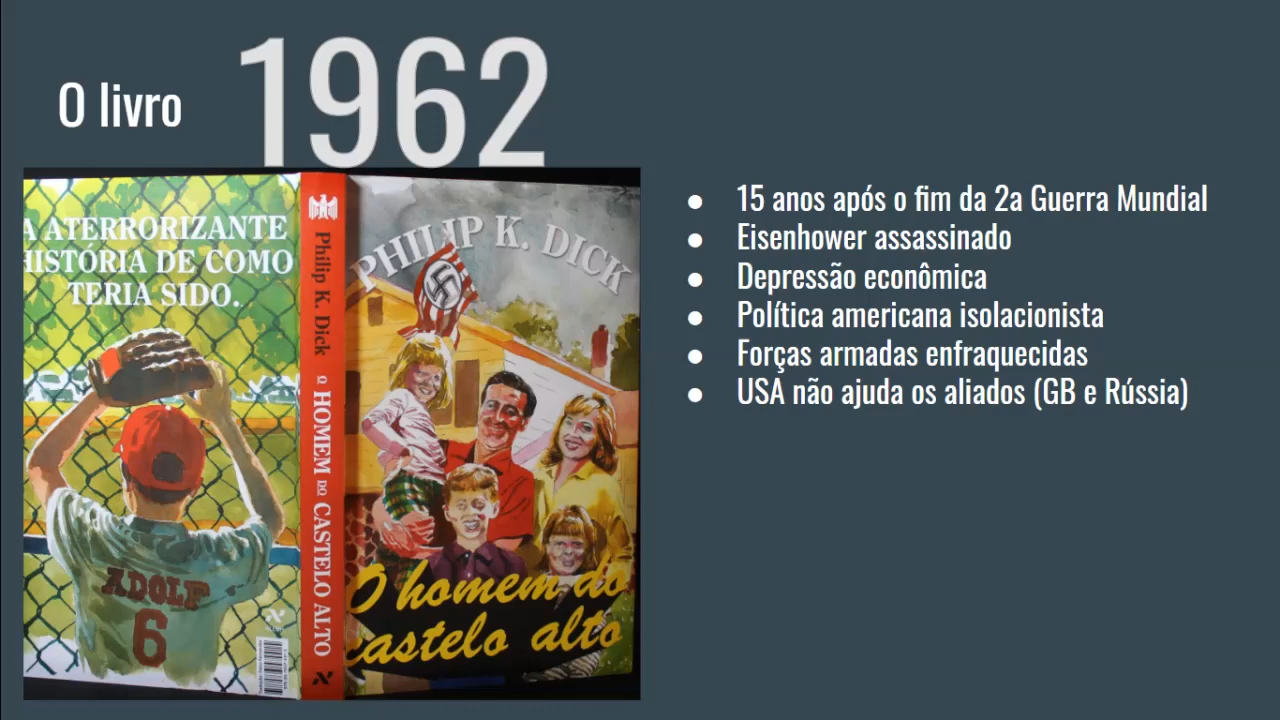 O livro 1962
15 anos após o fim da 2a Guerra Mundial
Eisenhower assassinado
Depressão econômica
Política americana isolacionista
Forças armadas enfraquecidas
USA não ajuda os aliados (GB e Rússia)
A ATERRORIZANTE
HISTÓRIA DE COMO
TERIA SIDO.
ADOLF
6
Philip K. Dick O HOMEM DO CASTELO ALTO
PHILIP K. DICK
O homem do
castelo alto